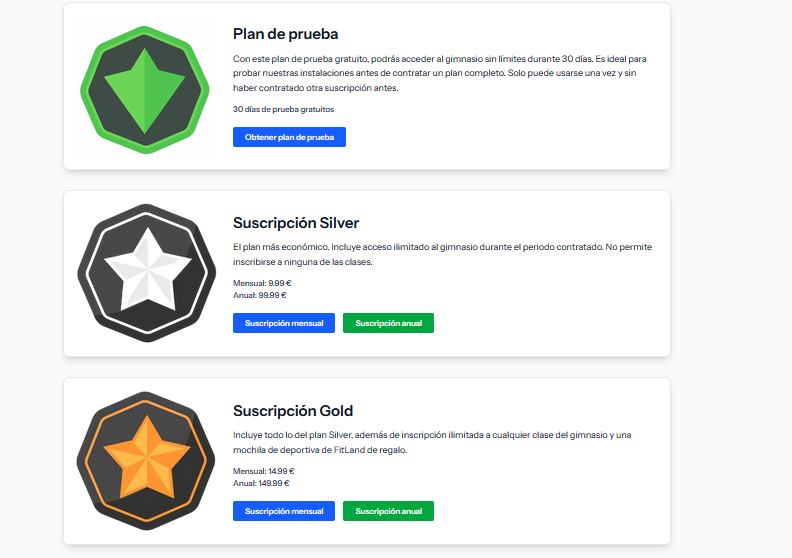 Plan de prueba
Con este plan de prueba gratuito, podrás acceder al gimnasio sin límites durante 30 días. Es ideal para
probar nuestras instalaciones antes de contratar un plan completo. Solo puede usarse una vez y sin
haber contratado otra suscripción antes.
30 días de prueba gratuitos
Obtener plan de prueba
Suscripción Silver
El plan más económico. Incluye acceso ilimitado al gimnasio durante el periodo contratado. No permite
inscribirse a ninguna de las clases.
Mensual: 9.99 €
Anual: 99.99 €
Suscripción mensual Suscripción anual
Suscripción Gold
Incluye todo lo del plan Silver, además de inscripción ilimitada a cualquier clase del gimnasio y una
mochila de deportiva de FitLand de regalo.
Mensual: 14.99 €
Anual: 149.99 €
Suscripción mensual Suscripción anual